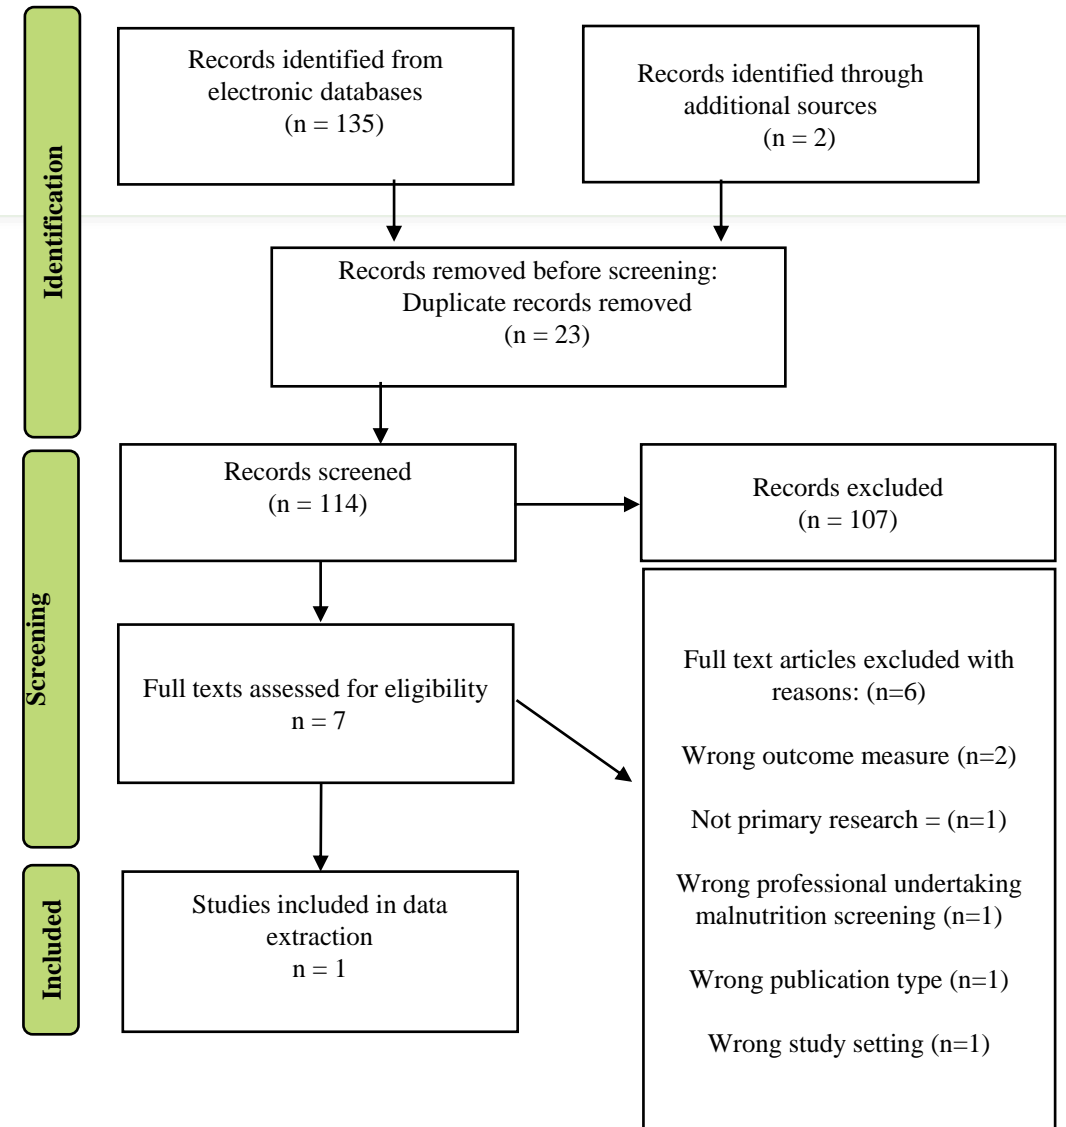 Identification
Records identified from
electronic databases
(n = 135)
Records identified through
additional sources
(n = 2)
Records removed before screening:
Duplicate records removed
(n = 23)
Screening
Records screened
(n = 114)
Records excluded
(n = 107)
Full texts assessed for eligibility
n = 7
Full text articles excluded with
reasons: (n=6)
Wrong outcome measure (n=2)
Not primary research = (n=1)
Wrong professional undertaking
malnutrition screening (n=1)
Wrong publication type (n=1)
Wrong study setting (n=1)
Included
Studies included in data
extraction
n = 1